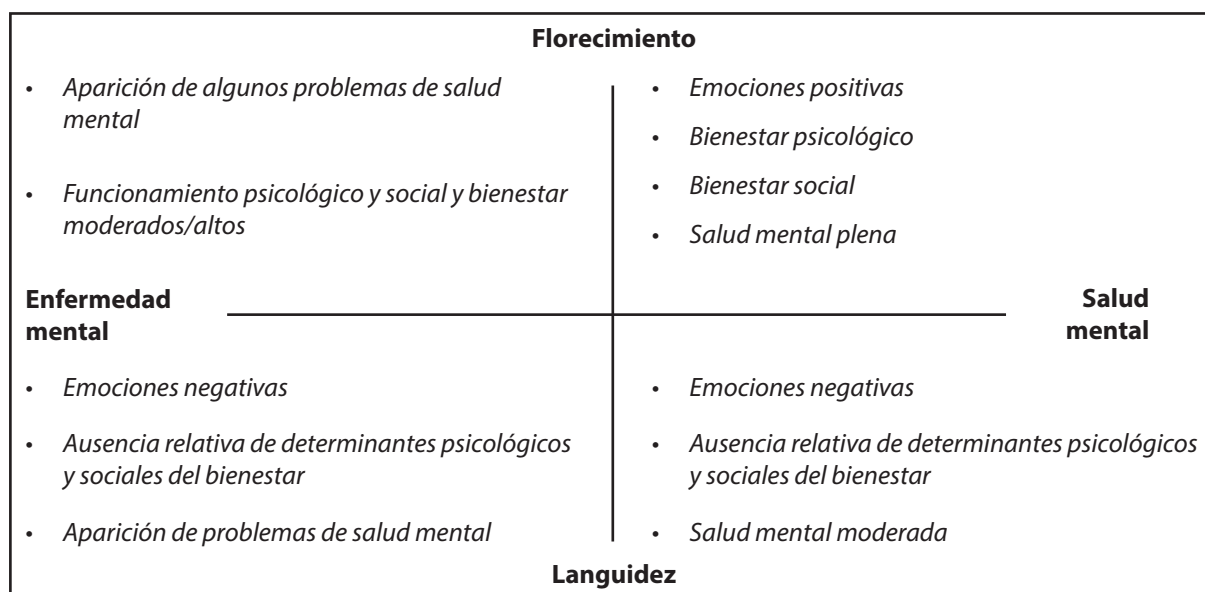 Florecimiento
• Aparición de algunos problemas de salud
mental
• Funcionamiento psicológico y social y bienestar
moderados/altos
• Emociones positivas
• Bienestar psicológico
• Bienestar social
• Salud mental plena
Enfermedad
mental
Salud
mental
• Emociones negativas
• Ausencia relativa de determinantes psicológicos
y sociales del bienestar
• Aparición de problemas de salud mental
• Emociones negativas
• Ausencia relativa de determinantes psicológicos
y sociales del bienestar
• Salud mental moderada
Languidez